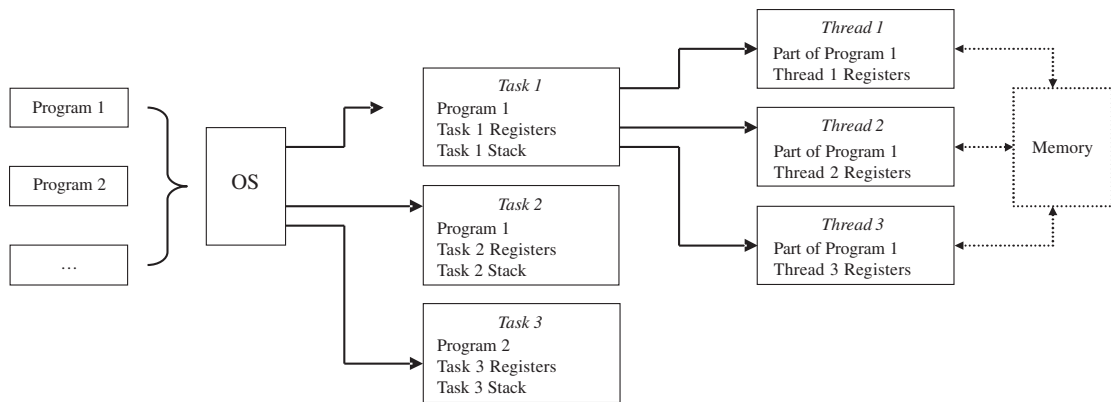 Program 1
Program 2
…
OS
Task 1
Program 1
Task 1 Registers
Task 1 Stack
Task 2
Program 1
Task 2 Registers
Task 2 Stack
Task 3
Program 2
Task 3 Registers
Task 3 Stack
Thread 1
Part of Program 1
Thread 1 Registers
Thread 2
Part of Program 1
Thread 2 Registers
Thread 3
Part of Program 1
Thread 3 Registers
Memory